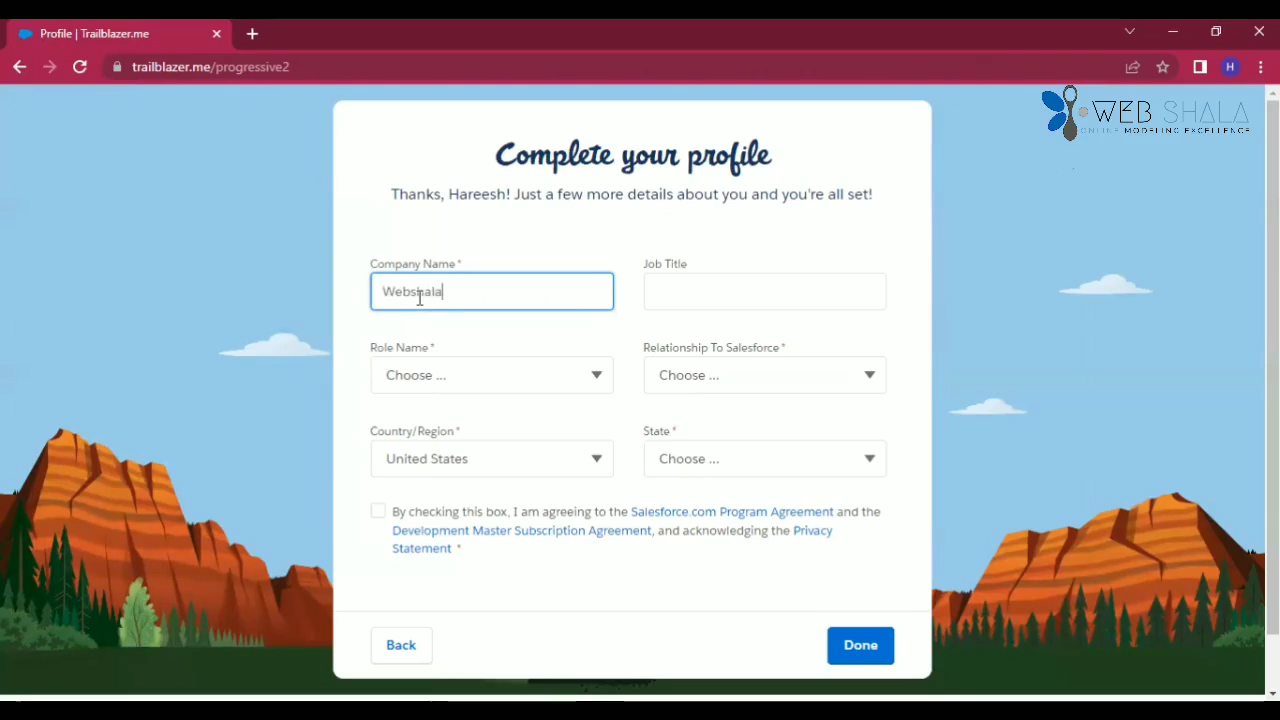 Profile | Trailblazer.me
trailblazer.me/progressive2
H
WEB SHALA
ONLINE MODELING EXCELLENCE
Complete your profile
Thanks, Hareesh! Just a few more details about you and you're all set!
Company Name* Job Title
Webshala
Role Name* Relationship To Salesforce*
Choose ... Choose ...
Country/Region* State*
United States Choose ...
By checking this box, I am agreeing to the Salesforce.com Program Agreement and the
Development Master Subscription Agreement, and acknowledging the Privacy
Statement *
Back Done